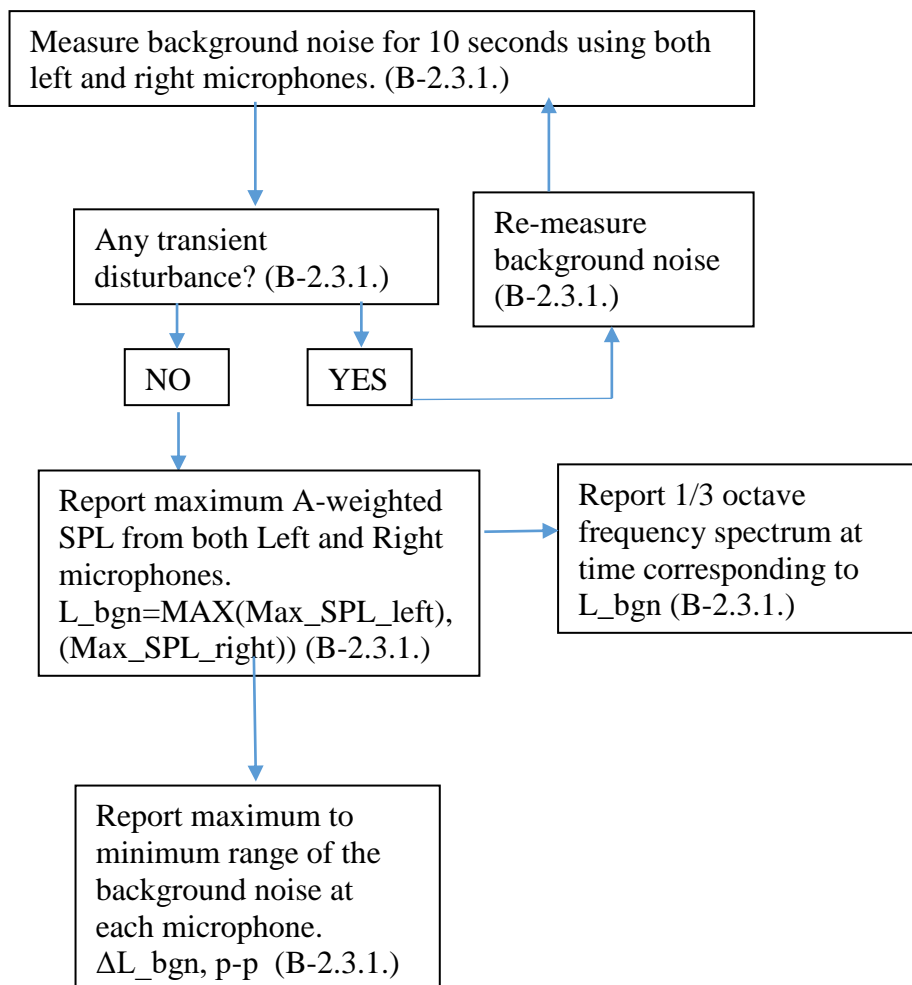 Measure background noise for 10 seconds using both
left and right microphones. (B-2.3.1.)
Any transient
disturbance? (B-2.3.1.)
Re-measure
background noise
(B-2.3.1.)
NO
YES
Report maximum A-weighted
SPL from both Left and Right
microphones.
L_bgn=MAX(Max_SPL_left),
(Max_SPL_right)) (B-2.3.1.)
Report 1/3 octave
frequency spectrum at
time corresponding to
L_bgn (B-2.3.1.)
Report maximum to
minimum range of the
background noise at
each microphone.
ΔL_bgn, p-p  (B-2.3.1.)